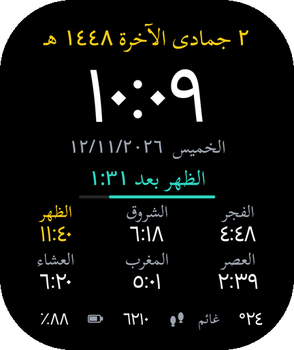 ٢ جمادى الآخرة ١٤٤٨ هـ
١٠:٠٩
الخميس ١٢/١١/٢٠٢٦
الظهر بعد ١:٣١
الفجر الشروق الظهر
٤:٤٨ ٦:١٨ ١١:٤٠
العصر المغرب العشاء
٢:٣٩ ٥:٠١ ٦:٢٠
٢٤° غائم ٦٢١٠ ٨٨٪